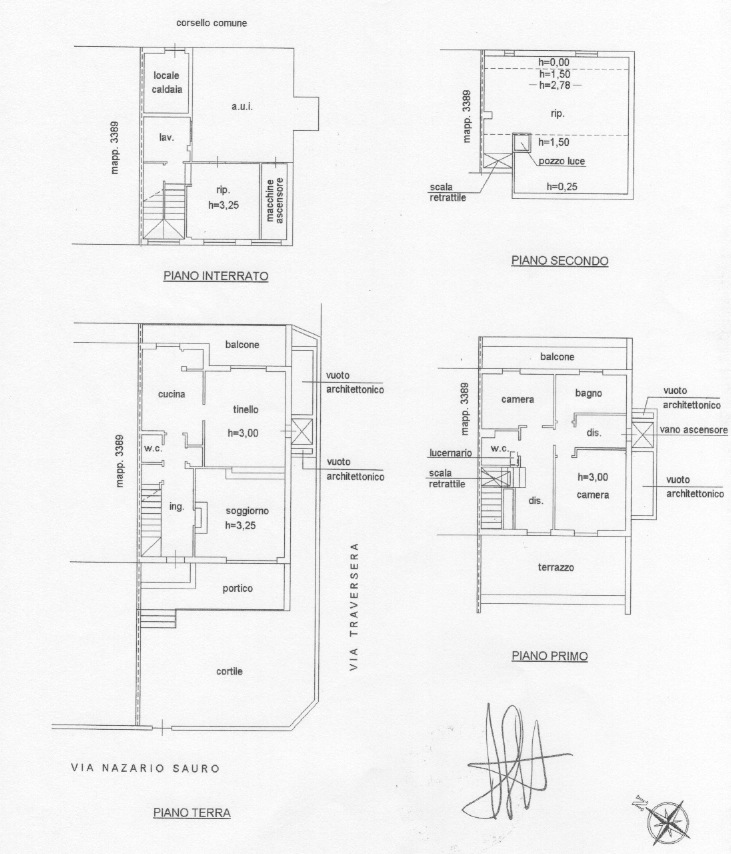 corsello comune
locale
caldaia
a.u.i.
mapp. 3389
lav.
rip.
h=3,25
macchine
ascensore
PIANO INTERRATO
h=0,00
h=1,50
h=2,78
mapp. 3389
rip.
h=1,50
pozzo luce
scala
retrattile
h=0,25
PIANO SECONDO
balcone
vuoto
architettonico
cucina
tinello
h=3,00
mapp. 3389
w.c.
vuoto
architettonico
ing.
soggiorno
h=3,25
portico
VIA TRAVERSERA
cortile
VIA NAZARIO SAURO
PIANO TERRA
balcone
mapp. 3389
camera
bagno
vuoto
architettonico
dis.
vano ascensore
lucernario
w.c.
scala
retrattile
h=3,00
camera
vuoto
architettonico
dis.
terrazzo
PIANO PRIMO
N